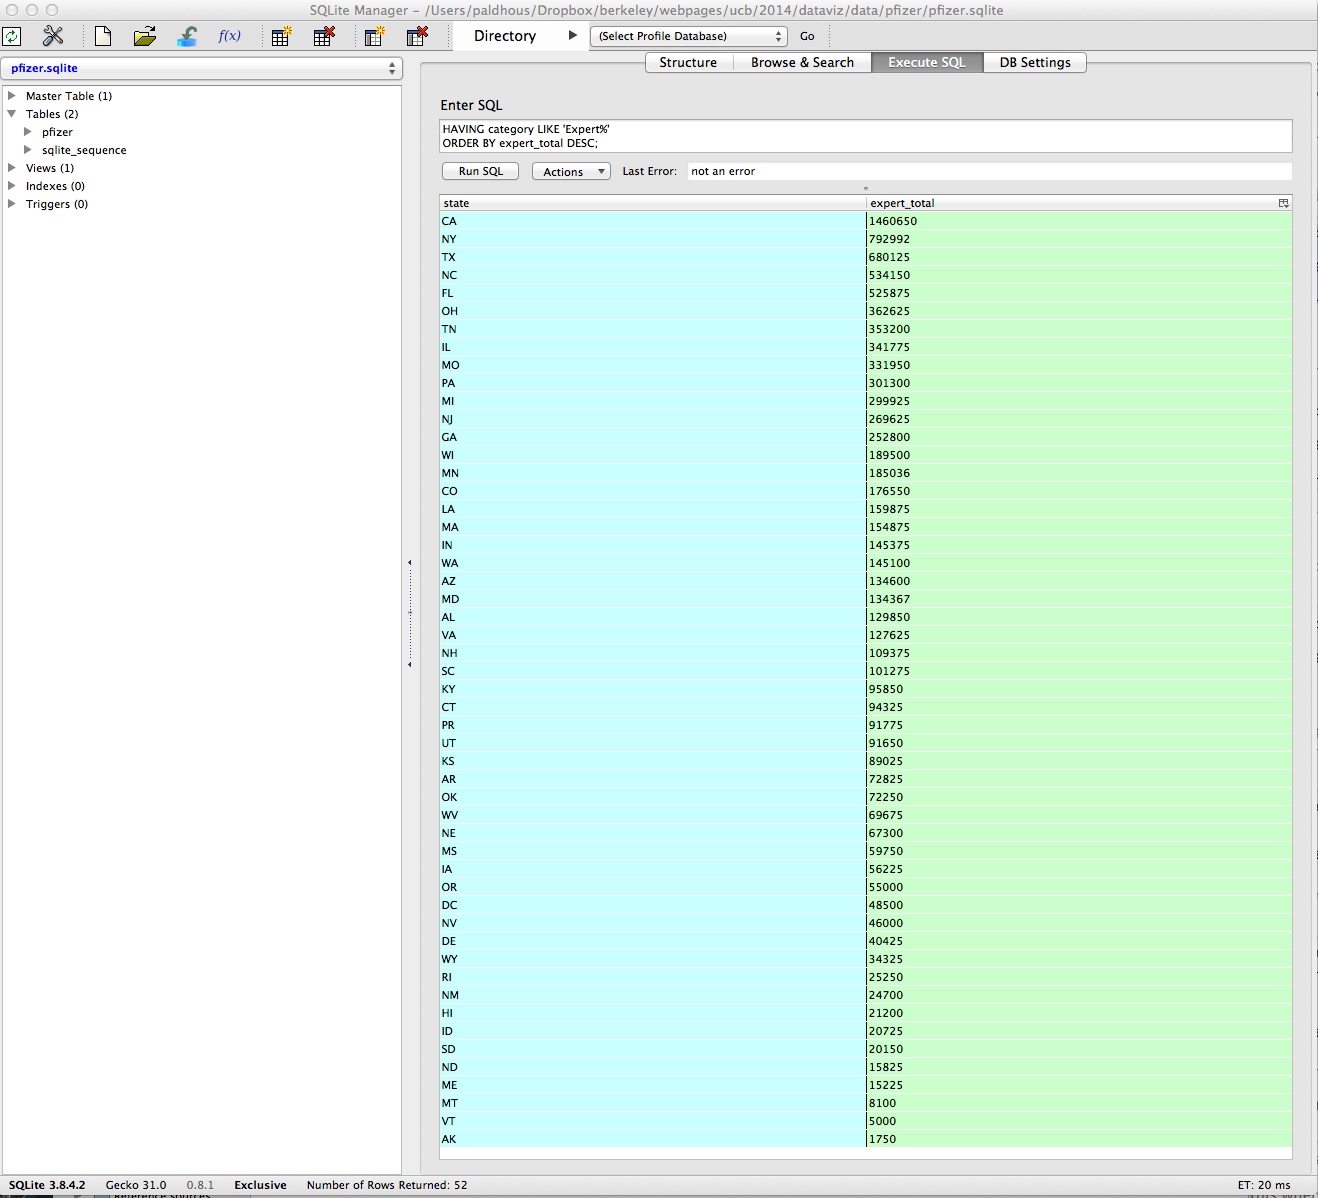 SQLite Manager - /Users/paldhous/Dropbox/berkeley/webpages/ucb/2014/dataviz/data/pfizer/pfizer.sqlite
f(x)
Directory
(Select Profile Database)
Go
pfizer.sqlite
Master Table (1)
Tables (2)
pfizer
sqlite_sequence
Views (1)
Indexes (0)
Triggers (0)
Structure Browse & Search Execute SQL DB Settings
Enter SQL
HAVING category LIKE 'Expert%'
ORDER BY expert_total DESC;
Run SQL Actions Last Error: not an error
state expert_total
CA 1460650
NY 792992
TX 680125
NC 534150
FL 525875
OH 362625
TN 353200
IL 341775
MO 331950
PA 301300
MI 299925
NJ 269625
GA 252800
WI 189500
MN 185036
CO 176550
LA 159875
MA 154875
IN 145375
WA 145100
AZ 134600
MD 134367
AL 129850
VA 127625
NH 109375
SC 101275
KY 95850
CT 94325
PR 91775
UT 91650
KS 89025
AR 72825
OK 72250
WV 69675
NE 67300
MS 59750
IA 56225
OR 55000
DC 48500
NV 46000
DE 40425
WY 34325
RI 25250
NM 24700
HI 21200
ID 20725
SD 20150
ND 15825
ME 15225
MT 8100
VT 5000
AK 1750
SQLite 3.8.4.2 Gecko 31.0 0.8.1 Exclusive Number of Rows Returned: 52 ET: 20 ms